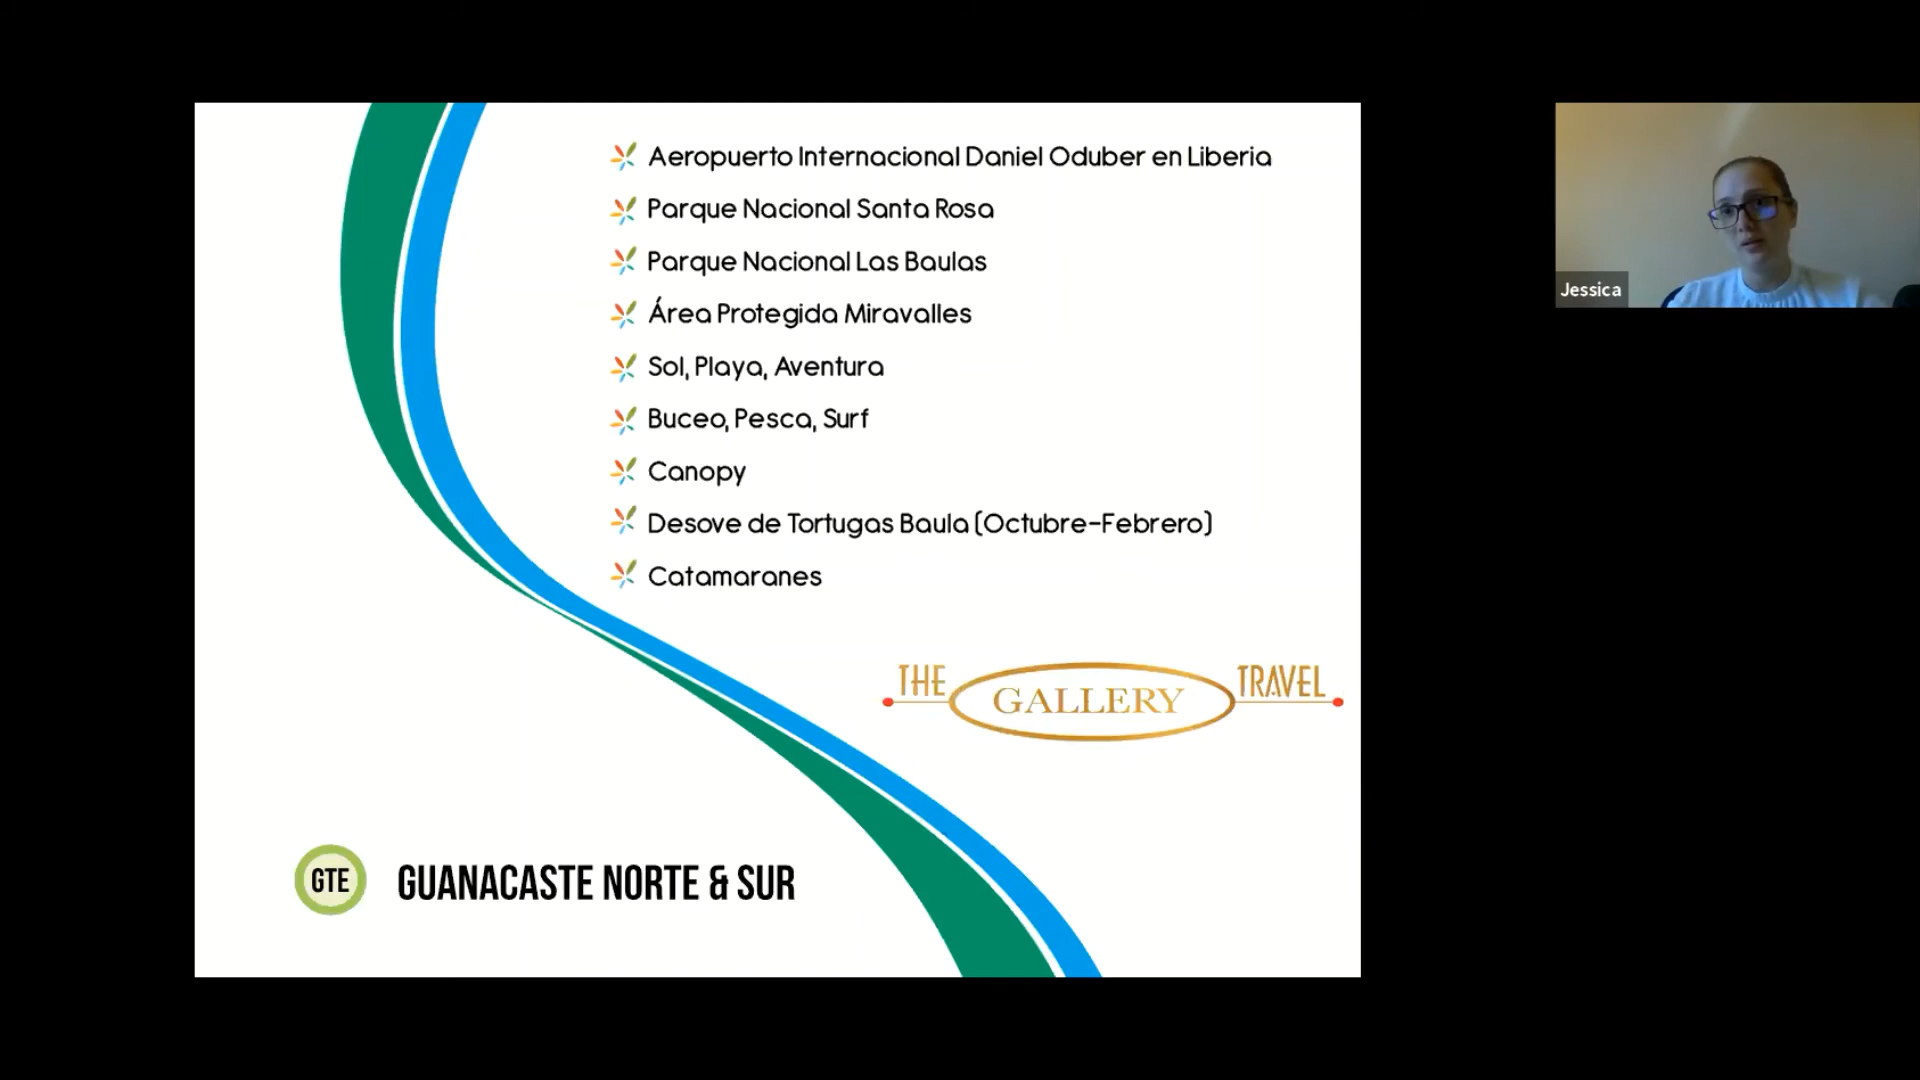 Aeropuerto Internacional Daniel Oduber en Liberia
Parque Nacional Santa Rosa
Parque Nacional Las Baulas
Área Protegida Miravalles
Sol, Playa, Aventura
Buceo, Pesca, Surf
Canopy
Desove de Tortugas Baula (Octubre-Febrero)
Catamaranes
THE GALLERY TRAVEL
GTE GUANACASTE NORTE & SUR
Jessica